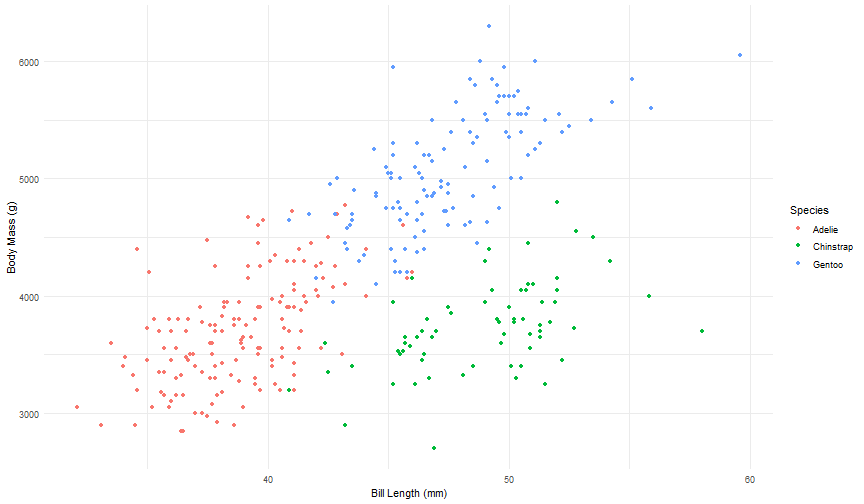 6000
5000
4000
3000
Body Mass (g)
40
50
60
Bill Length (mm)
Species
Adelie
Chinstrap
Gentoo